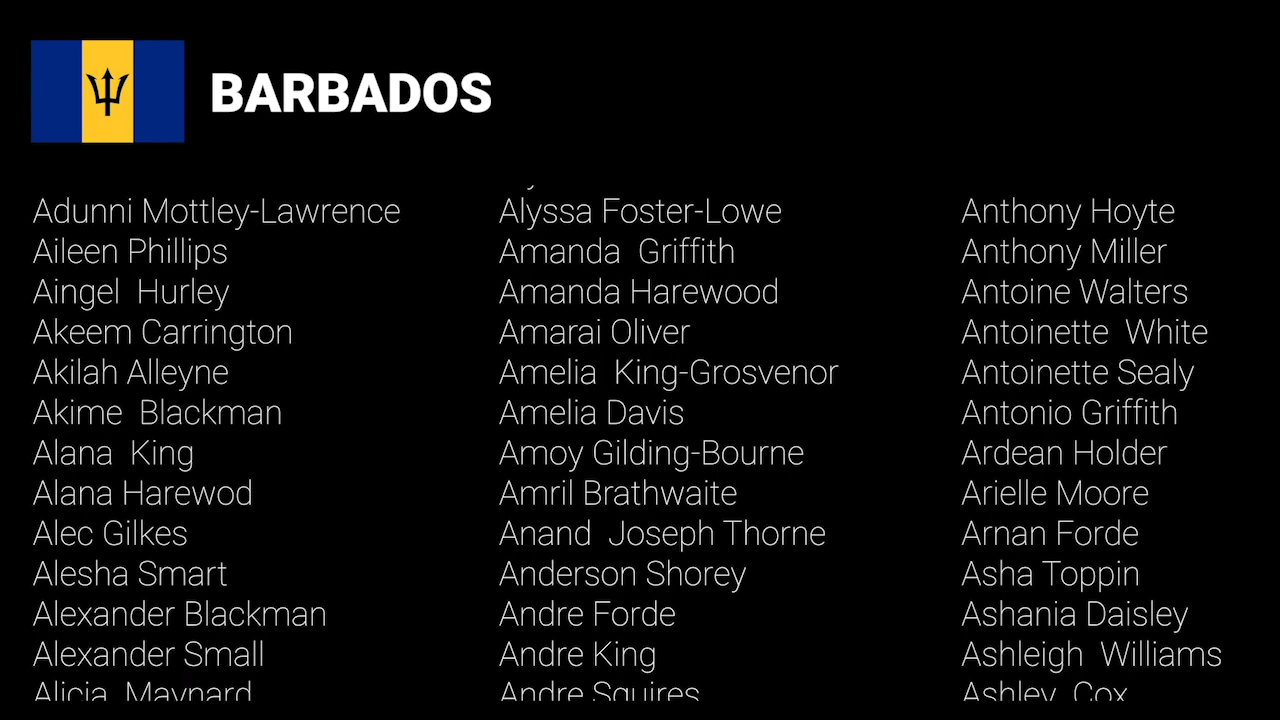 BARBADOS
Adunni Mottley-Lawrence
Aileen Phillips
Aingel  Hurley
Akeem Carrington
Akilah Alleyne
Akime  Blackman
Alana  King
Alana Harewod
Alec Gilkes
Alesha Smart
Alexander Blackman
Alexander Small
Alicia  Maynard
Alyssa Foster-Lowe
Amanda  Griffith
Amanda Harewood
Amarai Oliver
Amelia  King-Grosvenor
Amelia Davis
Amoy Gilding-Bourne
Amril Brathwaite
Anand  Joseph Thorne
Anderson Shorey
Andre Forde
Andre King
Andre Squires
Anthony Hoyte
Anthony Miller
Antoine Walters
Antoinette  White
Antoinette Sealy
Antonio Griffith
Ardean Holder
Arielle Moore
Arnan Forde
Asha Toppin
Ashania Daisley
Ashleigh  Williams
Ashley  Cox